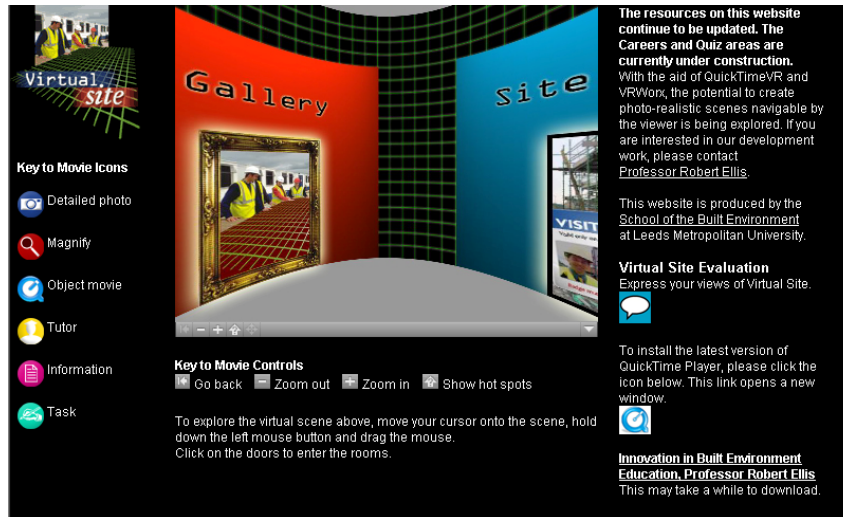 Virtual
site
Key to Movie Icons
Detailed photo
Magnify
Object movie
Tutor
Information
Task
Gallery
Site
VISIT
Key to Movie Controls
Go back Zoom out Zoom in Show hot spots
To explore the virtual scene above, move your cursor onto the scene, hold
down the left mouse button and drag the mouse.
Click on the doors to enter the rooms.
The resources on this website
continue to be updated. The
Careers and Quiz areas are
currently under construction.
With the aid of QuickTimeVR and
VRWorx, the potential to create
photo-realistic scenes navigable by
the viewer is being explored. If you
are interested in our development
work, please contact
Professor Robert Ellis.
This website is produced by the
School of the Built Environment
at Leeds Metropolitan University.
Virtual Site Evaluation
Express your views of Virtual Site.
To install the latest version of
QuickTime Player, please click the
icon below. This link opens a new
window.
Innovation in Built Environment
Education, Professor Robert Ellis
This may take a while to download.